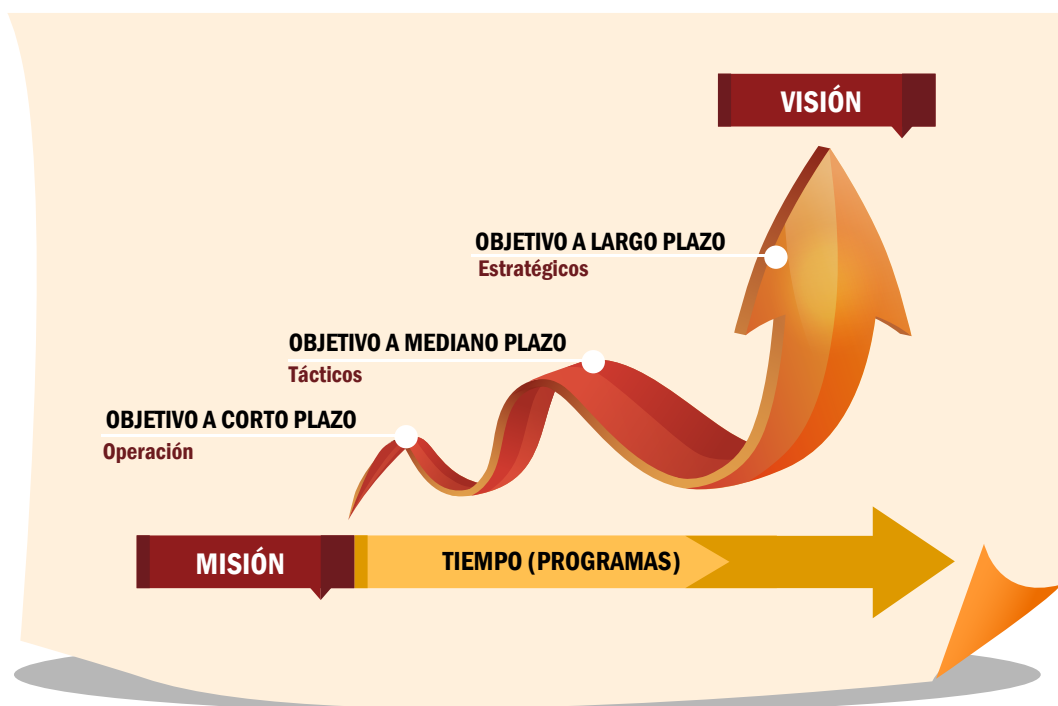 VISIÓN
OBJETIVO A LARGO PLAZO
Estratégicos
OBJETIVO A MEDIANO PLAZO
Tácticos
OBJETIVO A CORTO PLAZO
Operación
MISIÓN
TIEMPO (PROGRAMAS)